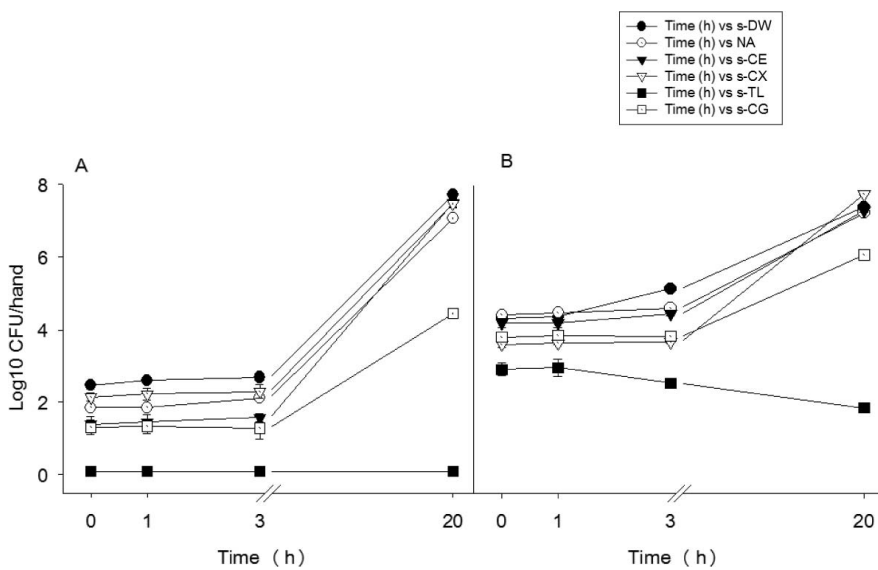 Time (h) vs s-DW
Time (h) vs NA
Time (h) vs s-CE
Time (h) vs s-CX
Time (h) vs s-TL
Time (h) vs s-CG
A
B
Log10 CFU/hand
8
6
4
2
0
0 1 3 20
0 1 3 20
Time ( h )
Time ( h )